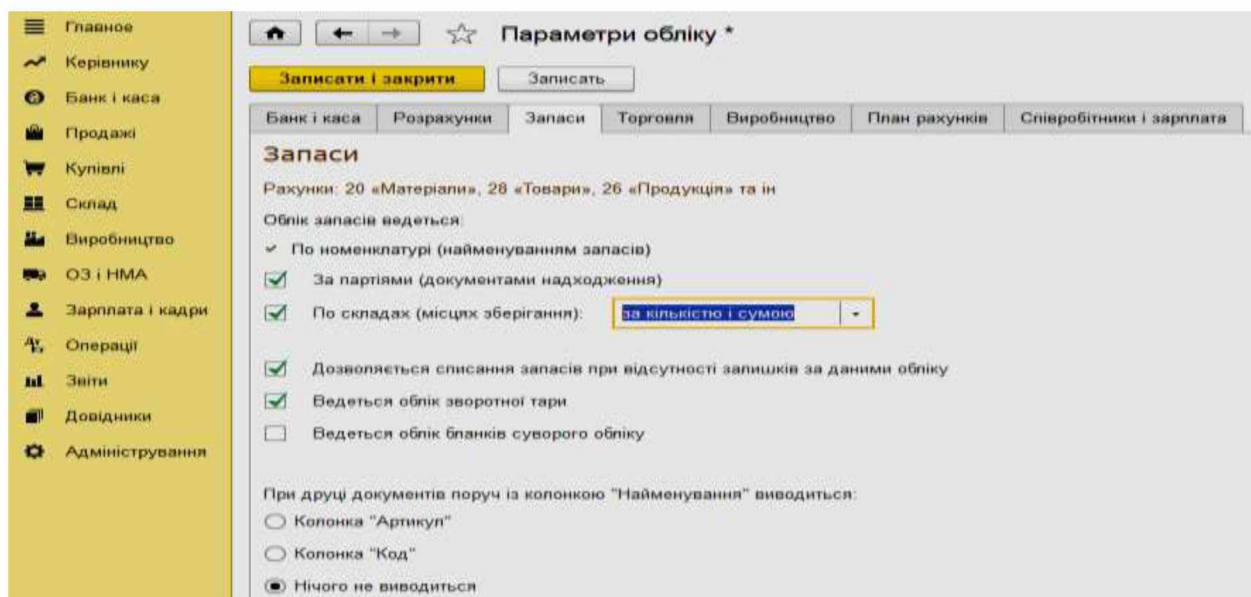 Главное
Керівнику
Банк і каса
Продажі
Купівлі
Склад
Виробництво
ОЗ і НМА
Зарплата і кадри
Операції
Звіти
Довідники
Адміністрування
Параметри обліку *
Записати і закрити Записать
Банк і каса Розрахунки Запаси Торговля Виробництво План рахунків Співробітники і зарплата
Запаси
Рахунки: 20 «Матеріали», 28 «Товари», 26 «Продукція» та ін
Облік запасів ведеться:
По номенклатурі (найменуванням запасів)
За партіями (документами надходження)
По складах (місцях зберігання): за кількістю і сумою
Дозволяється списання запасів при відсутності залишків за даними обліку
Ведеться облік зворотної тари
Ведеться облік бланків суворого обліку
При друці документів поруч із колонкою "Найменування" виводиться:
Колонка "Артикул"
Колонка "Код"
Нічого не виводиться